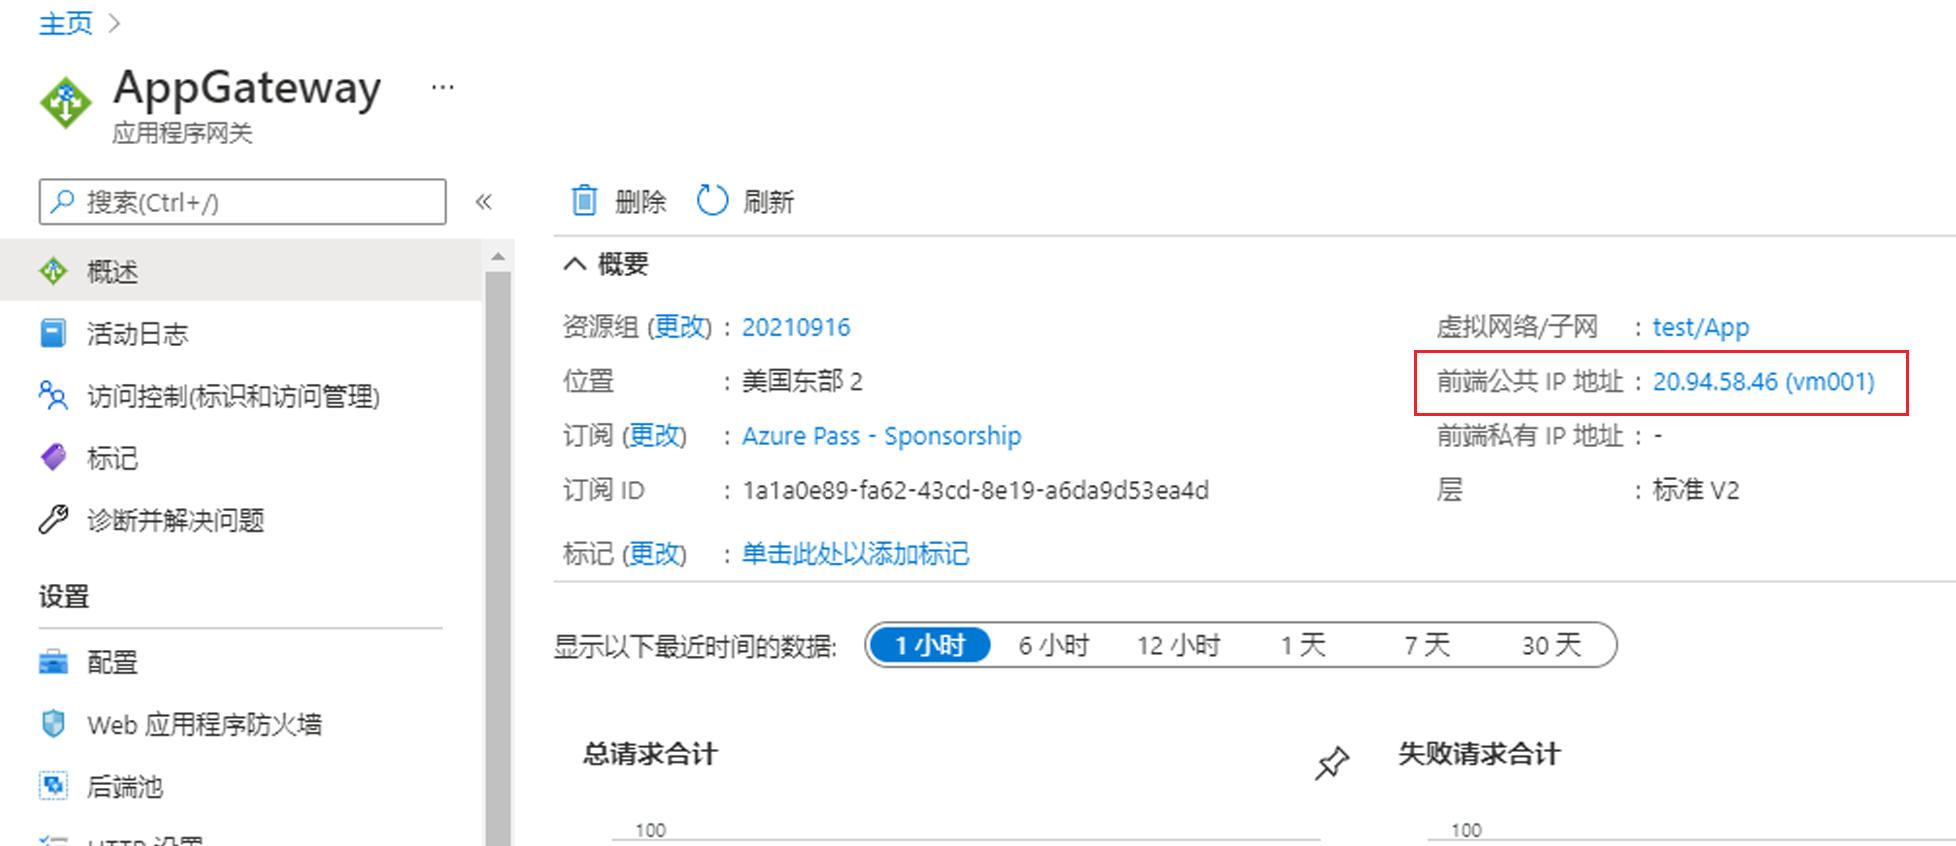 主页
AppGateway ...
应用程序网关
搜索(Ctrl+/)
«
概述
活动日志
访问控制(标识和访问管理)
标记
诊断并解决问题
设置
配置
Web 应用程序防火墙
后端池
HTTP 设置
删除 刷新
概要
资源组 (更改) : 20210916
位置 : 美国东部 2
订阅 (更改) : Azure Pass - Sponsorship
订阅 ID : 1a1a0e89-fa62-43cd-8e19-a6da9d53ea4d
标记 (更改) : 单击此处以添加标记
虚拟网络/子网 : test/App
前端公共 IP 地址 : 20.94.58.46 (vm001)
前端私有 IP 地址 : -
层 : 标准 V2
显示以下最近时间的数据: 1 小时 6 小时 12 小时 1 天 7 天 30 天
总请求合计
100
失败请求合计
100